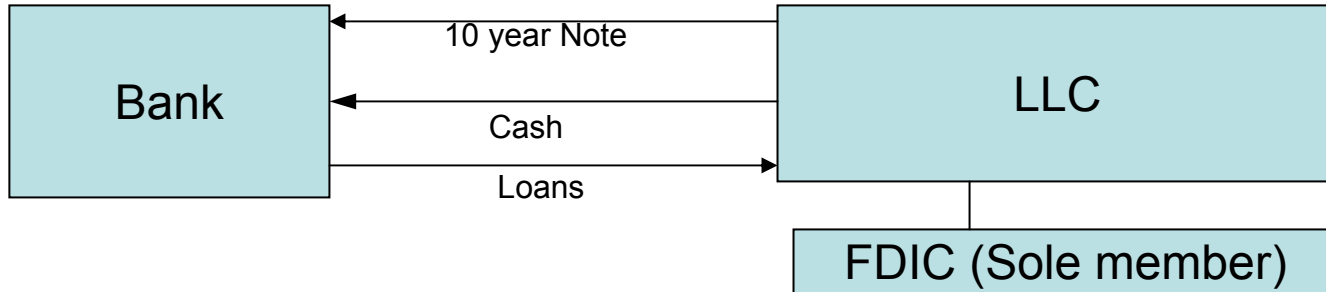 10 year Note
Bank
LLC
Cash
Loans
FDIC (Sole member)